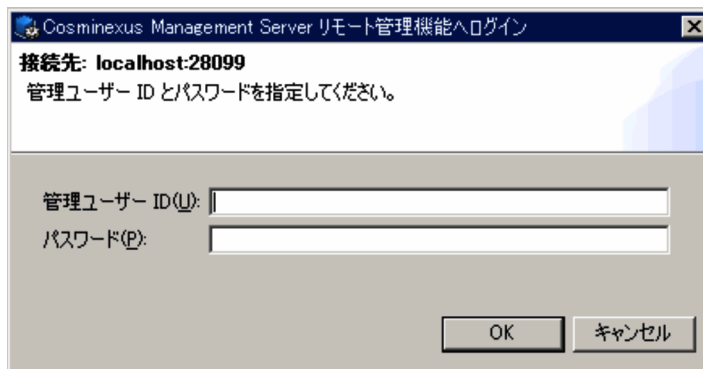 Cosminexus Management Server リモート管理機能へログイン
接続先: localhost:28099
管理ユーザー ID とパスワードを指定してください。
管理ユーザー ID(U):
パスワード(P):
OK キャンセル